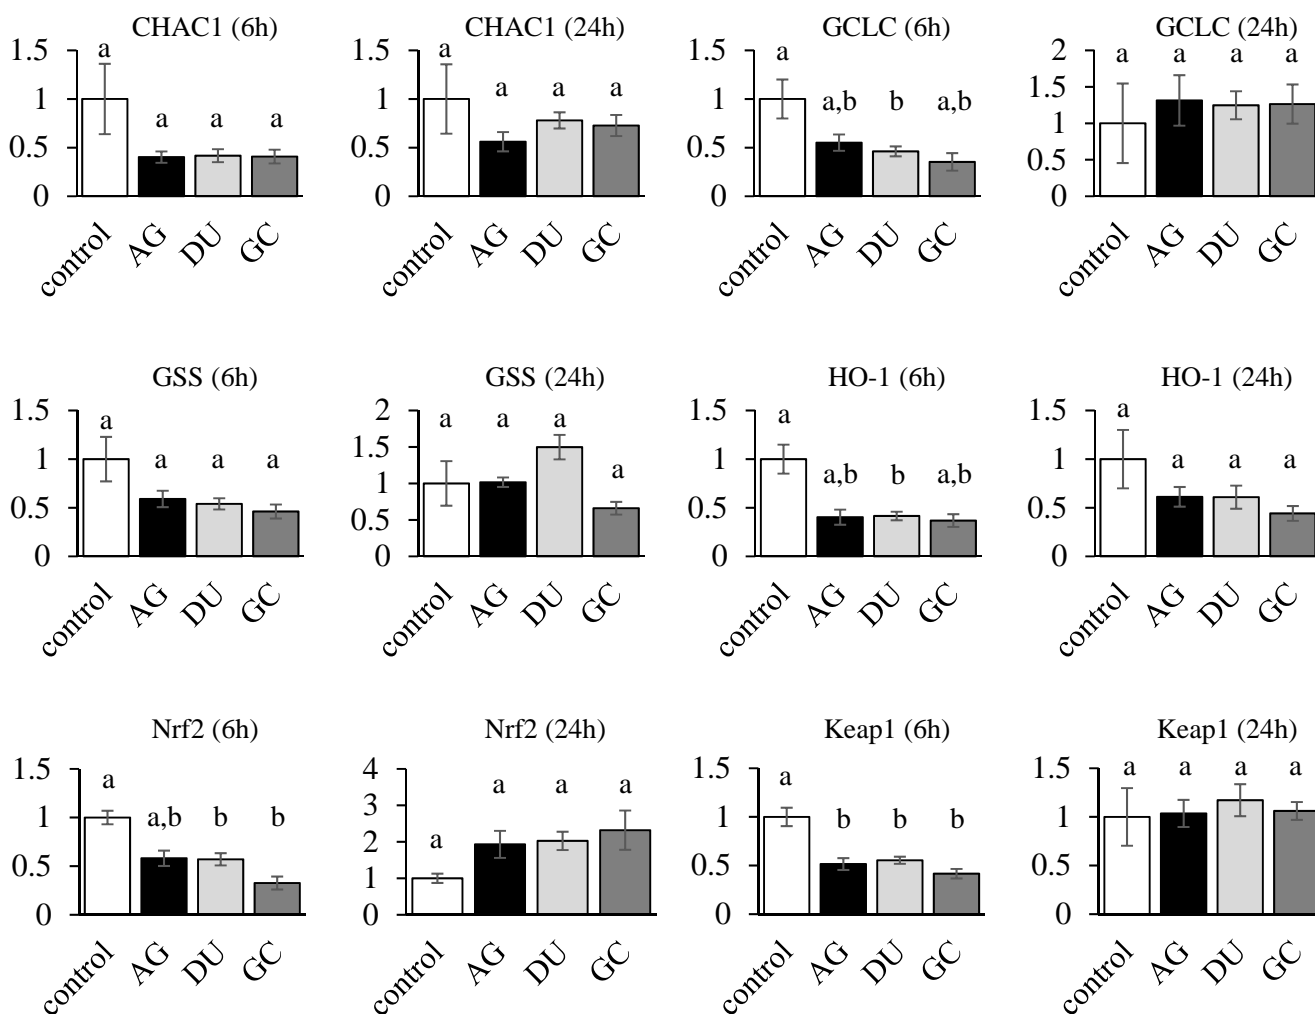 CHAC1 (6h)
1.5
1
0.5
0
a
a
a
a
control
AG
DU
GC
CHAC1 (24h)
1.5
1
0.5
0
a
a
a
a
control
AG
DU
GC
GCLC (6h)
1.5
1
0.5
0
a
a,b
b
a,b
control
AG
DU
GC
GCLC (24h)
2
1.5
1
0.5
0
a
a
a
a
control
AG
DU
GC
GSS (6h)
1.5
1
0.5
0
a
a
a
a
control
AG
DU
GC
GSS (24h)
2
1.5
1
0.5
0
a
a
a
a
control
AG
DU
GC
HO-1 (6h)
1.5
1
0.5
0
a
a,b
b
a,b
control
AG
DU
GC
HO-1 (24h)
1.5
1
0.5
0
a
a
a
a
control
AG
DU
GC
Nrf2 (6h)
1.5
1
0.5
0
a
a,b
b
b
control
AG
DU
GC
Nrf2 (24h)
4
3
2
1
0
a
a
a
a
control
AG
DU
GC
Keap1 (6h)
1.5
1
0.5
0
a
b
b
b
control
AG
DU
GC
Keap1 (24h)
1.5
1
0.5
0
a
a
a
a
control
AG
DU
GC